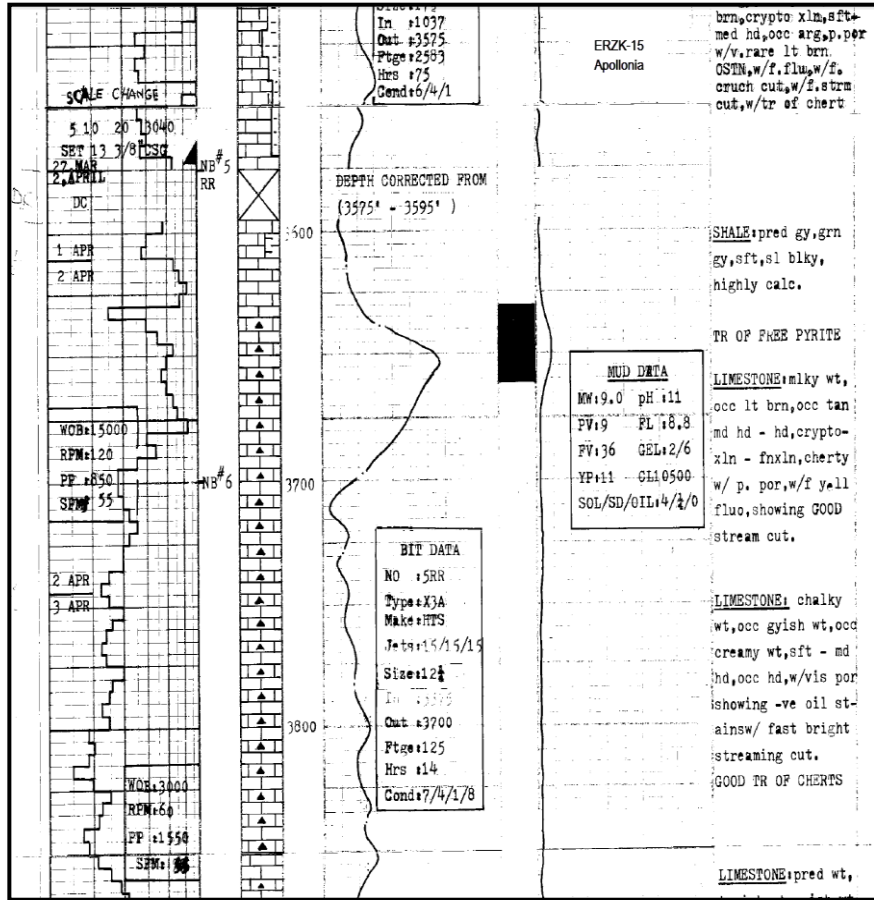 In :1037
Out :3575
Ftge:2583
Hrs :75
Cond:6/4/1
ERZK-15
Apollonia
brn,crypto xln,sft-
med hd,occ arg,p.por
w/v.rare lt brn
OSTN,w/f.flu,w/f.
cruch cut,w/f.strm
cut,w/tr of chert
SCALE CHANGE
5 10 20 3040
SET 13 3/8"CSG
27 MAR
2,APRIL
DC
NB#5
RR
DEPTH CORRECTED FROM
(3575' - 3595' )
1 APR
2 APR
SHALE:pred gy,grn
gy,sft,sl blky,
highly calc.
TR OF FREE PYRITE
MUD DATA
MW:9.0 pH :11
PV:9 FL :8.8
FV:36 GEL:2/6
YP:11 CL10500
SOL/SD/OIL:4/¼/0
LIMESTONE:mlky wt,
occ lt brn,occ tan
md hd - hd,crypto-
xln - fnxln,cherty
w/ p. por,w/f yell
fluo,showing GOOD
stream cut.
WOB:15000
RPM:120
PP :850
SPM: 55
NB#6
3700
BIT DATA
NO :5RR
Type:X3A
Make:HTS
Jets:15/15/15
Size:12¼
In :3595
Out :3700
Ftge:125
Hrs :14
Cond:7/4/1/8
2 APR
3 APR
LIMESTONE: chalky
wt,occ gyish wt,occ
creamy wt,sft - md
hd,occ hd,w/vis por
showing -ve oil st-
ainsw/ fast bright
streaming cut.
GOOD TR OF CHERTS
3800
WOB:3000
RPM:60
PP :1550
SPM:
LIMESTONE:pred wt,